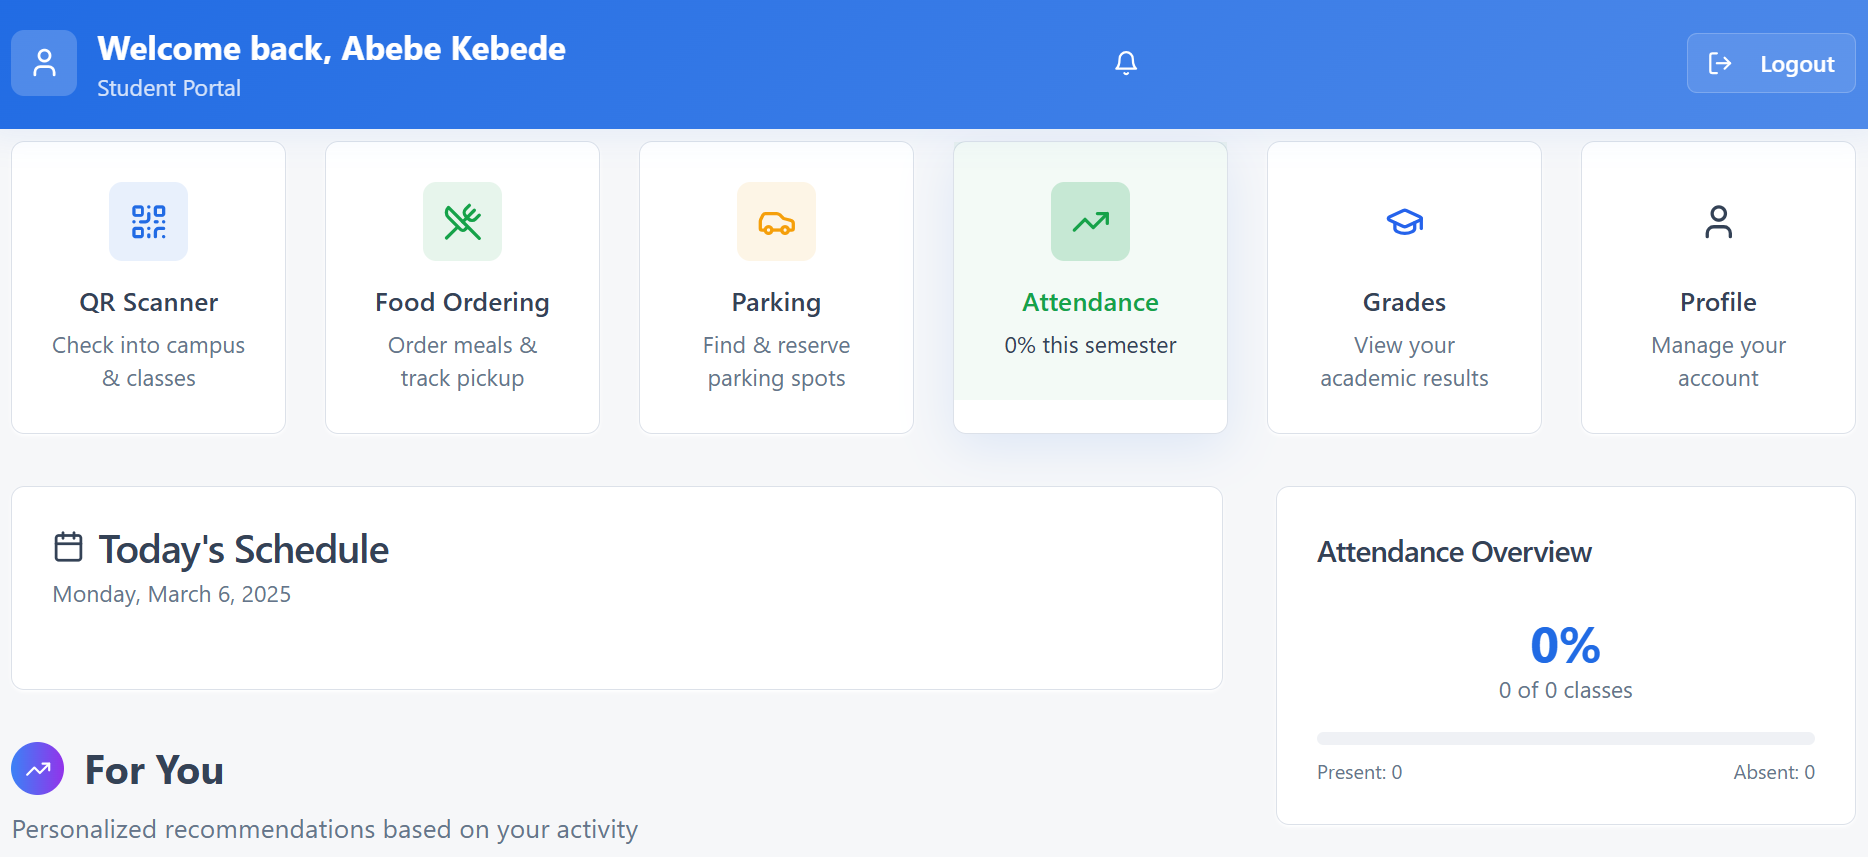 Welcome back, Abebe Kebede
Student Portal
Logout
QR Scanner
Check into campus
& classes
Food Ordering
Order meals &
track pickup
Parking
Find & reserve
parking spots
Attendance
0% this semester
Grades
View your
academic results
Profile
Manage your
account
Today's Schedule
Monday, March 6, 2025
Attendance Overview
0%
0 of 0 classes
Present: 0
Absent: 0
For You
Personalized recommendations based on your activity